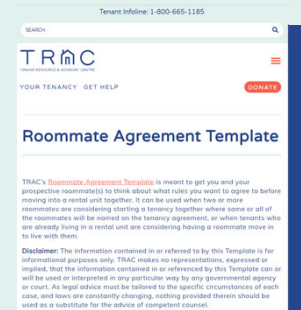 Tenant Infoline: 1-800-665-1185
SEARCH
TRAC
TENANT RESOURCE & ADVISORY CENTRE
YOUR TENANCY GET HELP
DONATE
Roommate Agreement Template
TRAC's Roommate Agreement Template is meant to get you and your
prospective roommate(s) to think about what rules you want to agree to before
moving into a rental unit together. It can be used when two or more
roommates are considering starting a tenancy together where some or all of
the roommates will be named on the tenancy agreement, or when tenants who
are already living in a rental unit are considering having a roommate move in
to live with them.
Disclaimer: The information contained in or referred to by this Template is for
informational purposes only. TRAC makes no representations, expressed or
implied, that the information contained in or referenced by this Template can or
will be used or interpreted in any particular way by any governmental agency
or court. As legal advice must be tailored to the specific circumstances of each
case, and laws are constantly changing, nothing provided therein should be
used as a substitute for the advice of competent counsel.